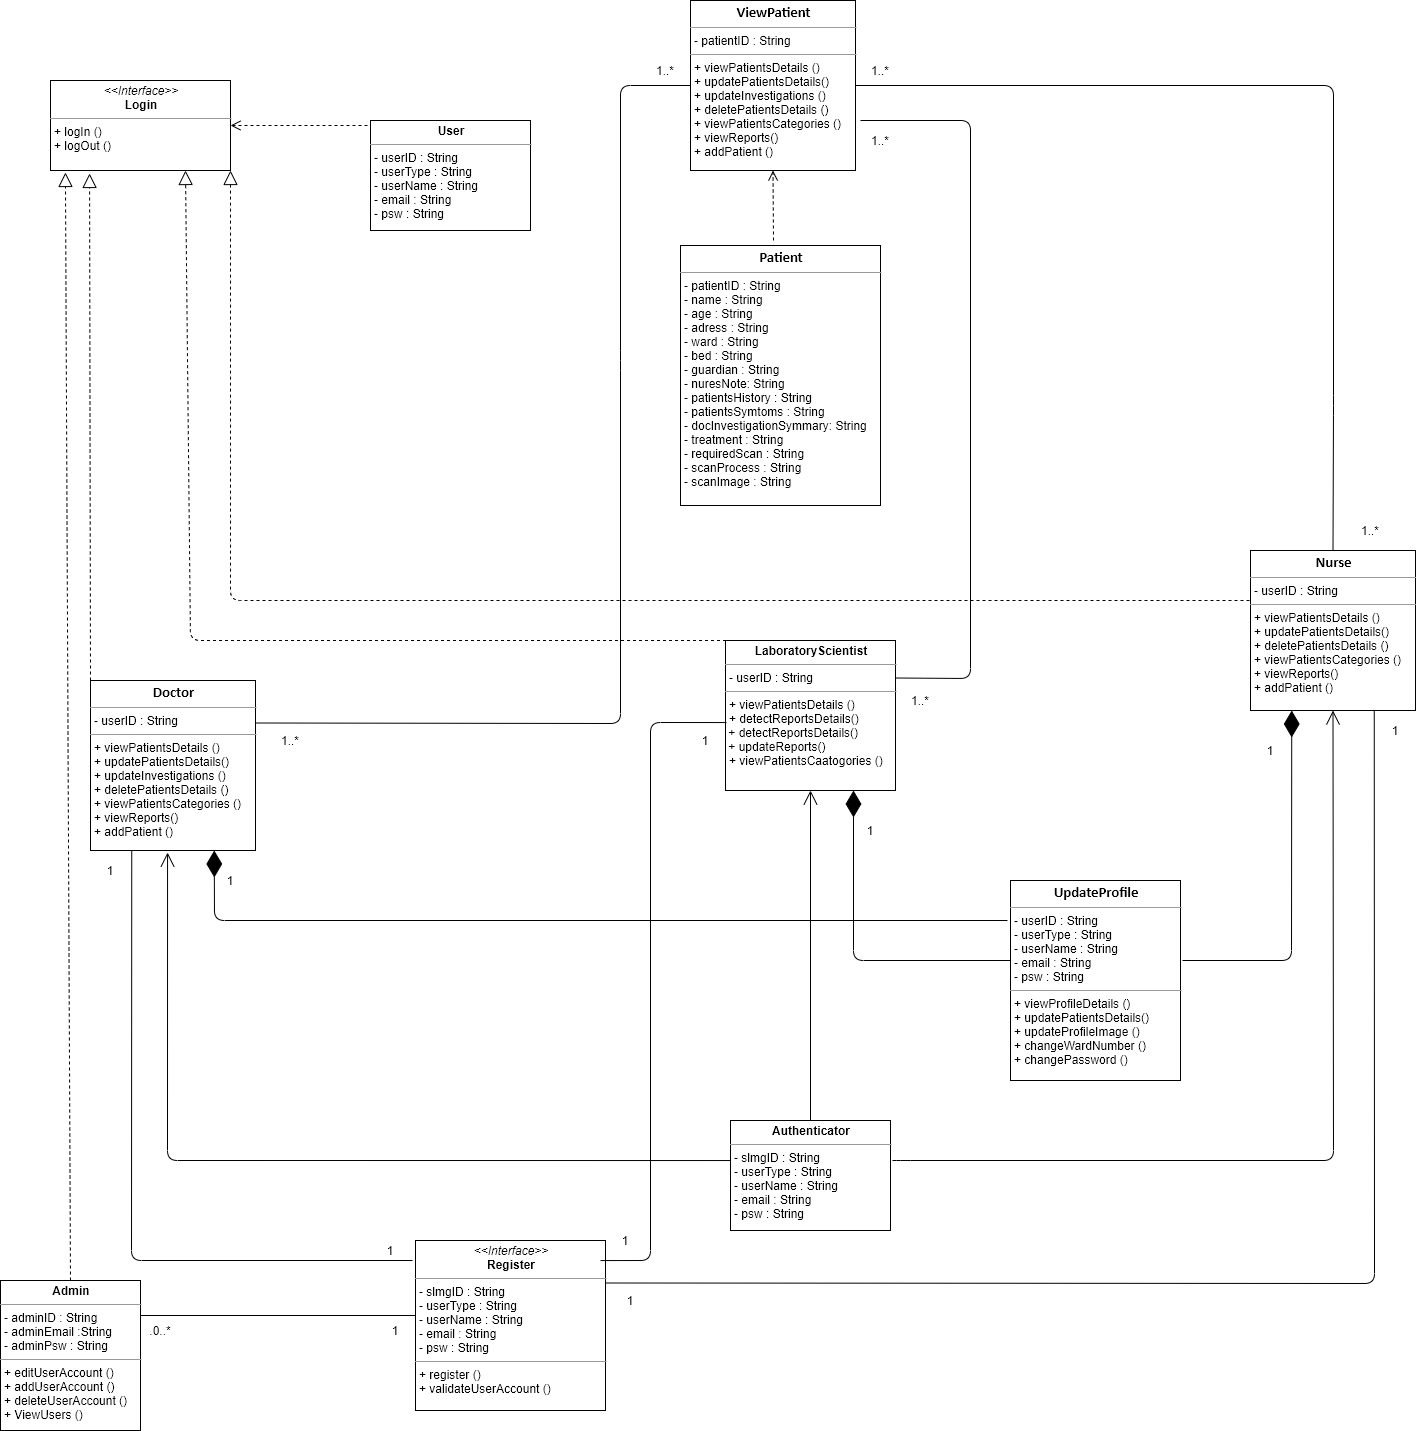 ViewPatient
- patientID : String
+ viewPatientsDetails ()
+ updatePatientsDetails()
+ updateInvestigations ()
+ deletePatientsDetails ()
+ viewPatientsCategories ()
+ viewReports()
+ addPatient ()
1..*
1..*
1..*
<<Interface>>
Login
+ logIn ()
+ logOut ()
User
- userID : String
- userType : String
- userName : String
- email : String
- psw : String
Patient
- patientID : String
- name : String
- age : String
- adress : String
- ward : String
- bed : String
- guardian : String
- nuresNote: String
- patientsHistory : String
- patientsSymtoms : String
- docInvestigationSymmary: String
- treatment : String
- requiredScan : String
- scanProcess : String
- scanImage : String
1..*
Nurse
- userID : String
+ viewPatientsDetails ()
+ updatePatientsDetails()
+ deletePatientsDetails ()
+ viewPatientsCategories ()
+ viewReports()
+ addPatient ()
1
1
LaboratoryScientist
- userID : String
+ viewPatientsDetails ()
+ detectReportsDetails()
+ detectReportsDetails()
+ updateReports()
+ viewPatientsCaatogories ()
1..*
1
1
Doctor
- userID : String
+ viewPatientsDetails ()
+ updatePatientsDetails()
+ updateInvestigations ()
+ deletePatientsDetails ()
+ viewPatientsCategories ()
+ viewReports()
+ addPatient ()
1..*
1
1
UpdateProfile
- userID : String
- userType : String
- userName : String
- email : String
- psw : String
+ viewProfileDetails ()
+ updatePatientsDetails()
+ updateProfileImage ()
+ changeWardNumber ()
+ changePassword ()
Authenticator
- slmgID : String
- userType : String
- userName : String
- email : String
- psw : String
1
1
<<Interface>>
Register
- slmgID : String
- userType : String
- userName : String
- email : String
- psw : String
+ register ()
+ validateUserAccount ()
1
1
.0..*
Admin
- adminID : String
- adminEmail :String
- adminPsw : String
+ editUserAccount ()
+ addUserAccount ()
+ deleteUserAccount ()
+ ViewUsers ()